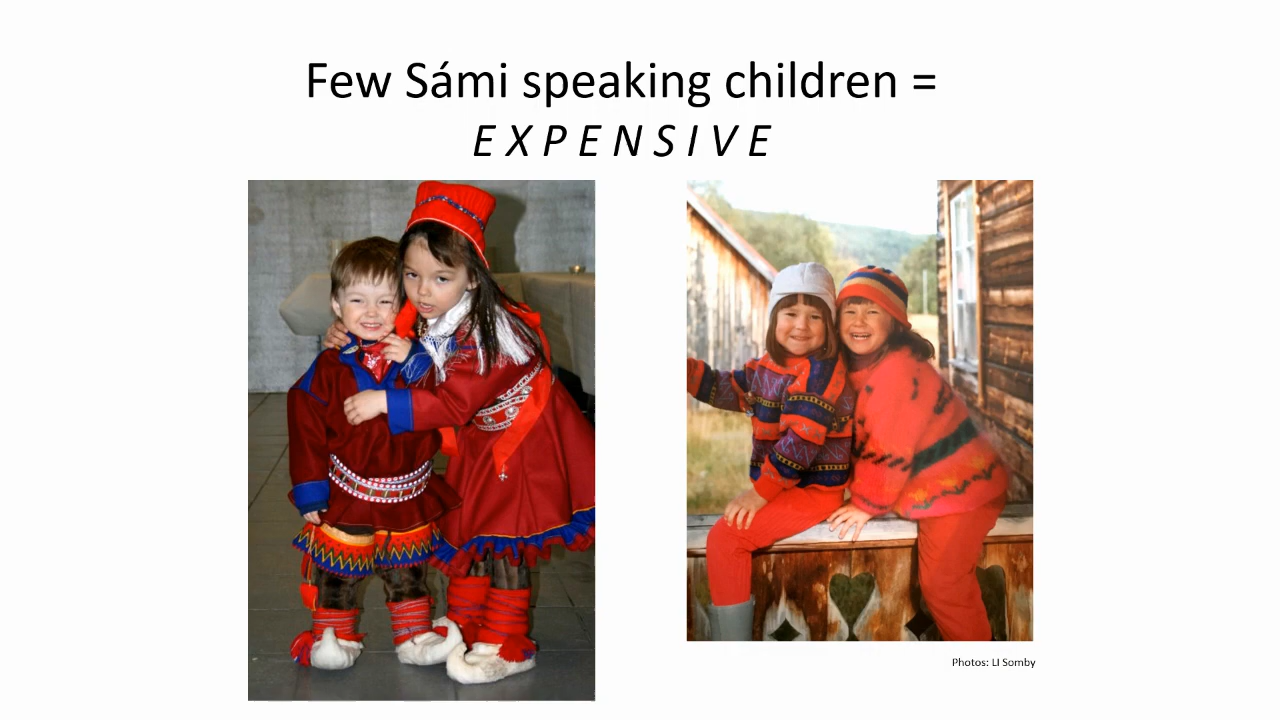 Few Sámi speaking children =
E X P E N S I V E
Photos: LI Somby